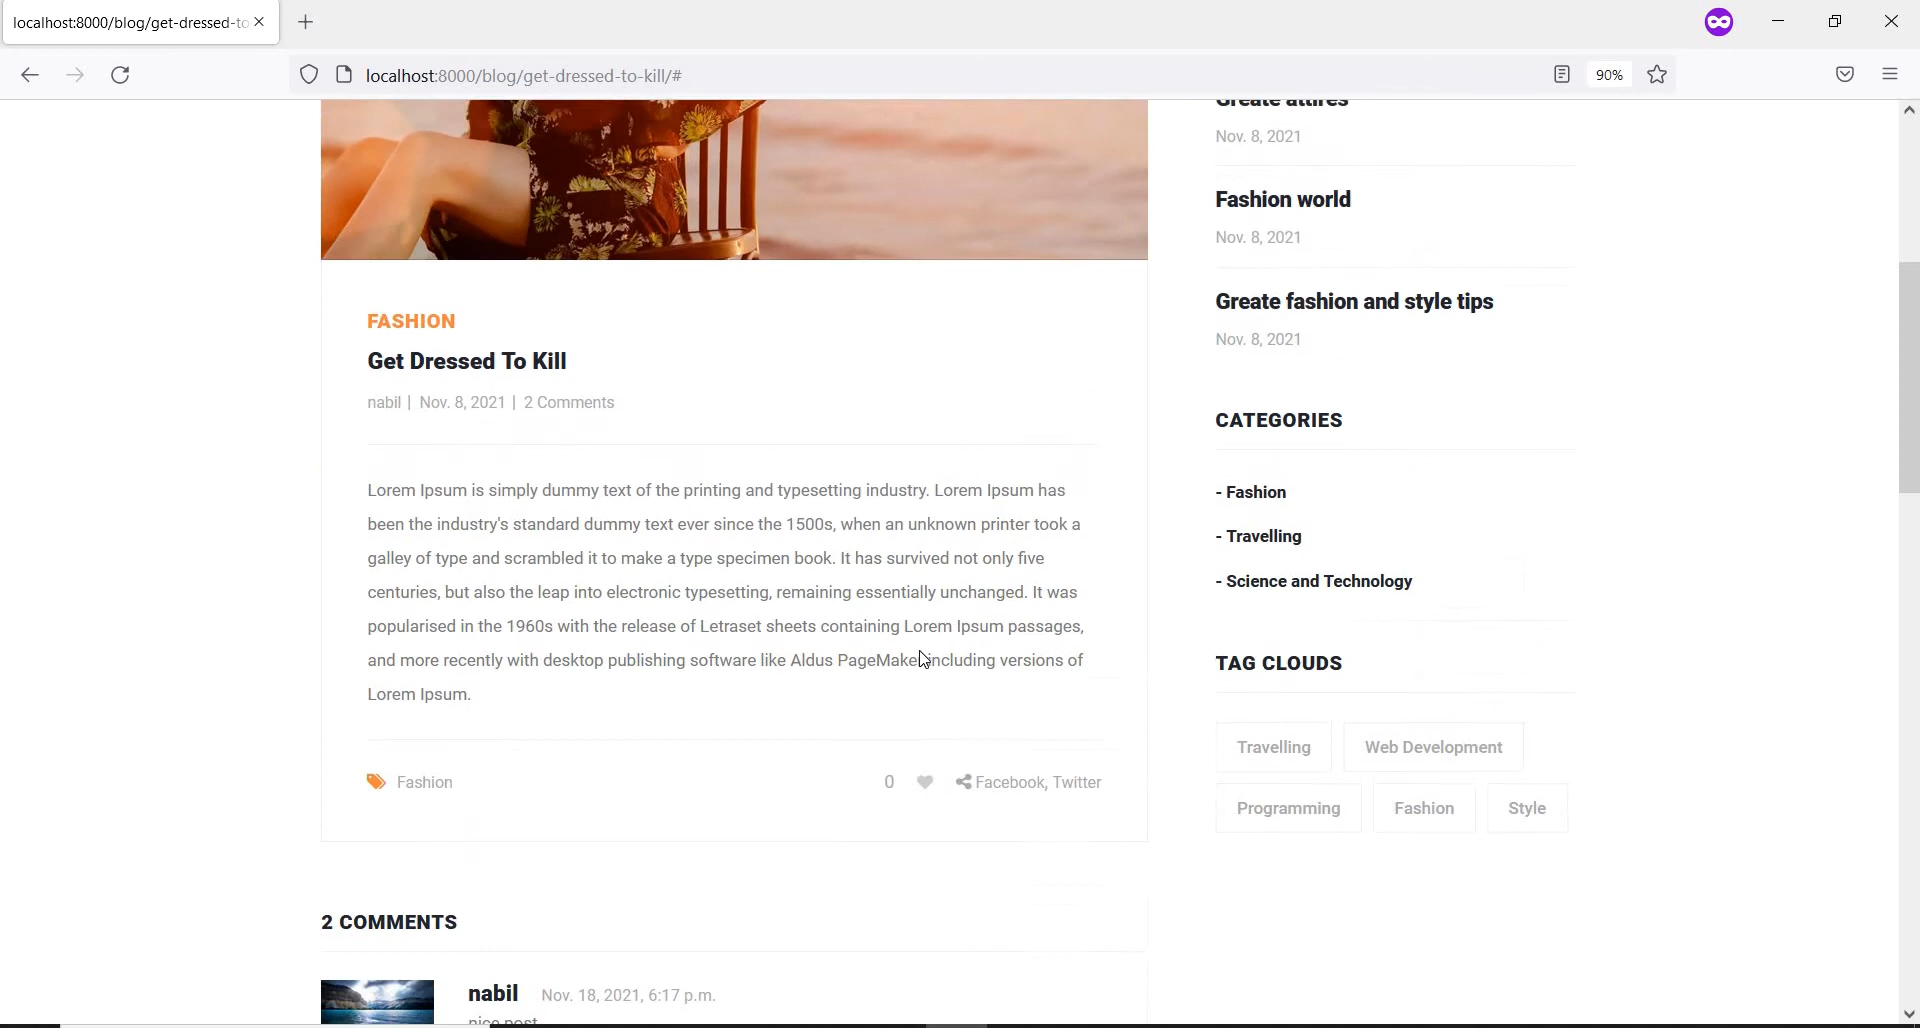 localhost:8000/blog/get-dressed-to
localhost:8000/blog/get-dressed-to-kill/#
90%
FASHION
Get Dressed To Kill
nabil | Nov. 8, 2021 | 2 Comments
Lorem Ipsum is simply dummy text of the printing and typesetting industry. Lorem Ipsum has
been the industry's standard dummy text ever since the 1500s, when an unknown printer took a
galley of type and scrambled it to make a type specimen book. It has survived not only five
centuries, but also the leap into electronic typesetting, remaining essentially unchanged. It was
popularised in the 1960s with the release of Letraset sheets containing Lorem Ipsum passages,
and more recently with desktop publishing software like Aldus PageMaker including versions of
Lorem Ipsum.
Fashion
0
Facebook, Twitter
2 COMMENTS
nabil Nov. 18, 2021, 6:17 p.m.
nice post
Greate attires
Nov. 8, 2021
Fashion world
Nov. 8, 2021
Greate fashion and style tips
Nov. 8, 2021
CATEGORIES
- Fashion
- Travelling
- Science and Technology
TAG CLOUDS
Travelling
Web Development
Programming
Fashion
Style